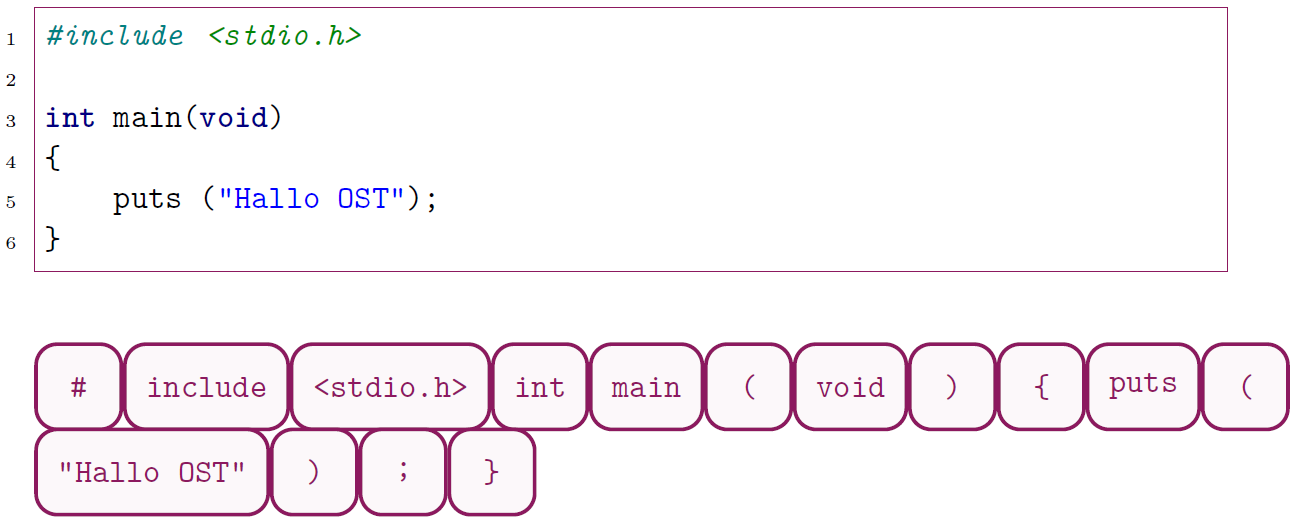 1 #include <stdio.h>
2
3 int main(void)
4 {
5     puts ("Hallo OST");
6 }
# include <stdio.h> int main ( void ) { puts (
"Hallo OST" ) ; }